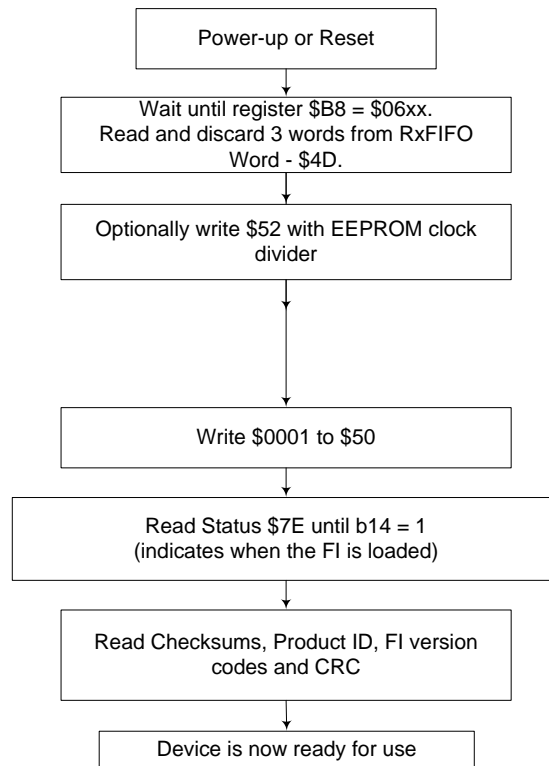 Power-up or Reset
Wait until register $B8 = $06xx.
Read and discard 3 words from RxFIFO
Word - $4D.
Optionally write $52 with EEPROM clock
divider
Write $0001 to $50
Read Status $7E until b14 = 1
(indicates when the FI is loaded)
Read Checksums, Product ID, FI version
codes and CRC
Device is now ready for use